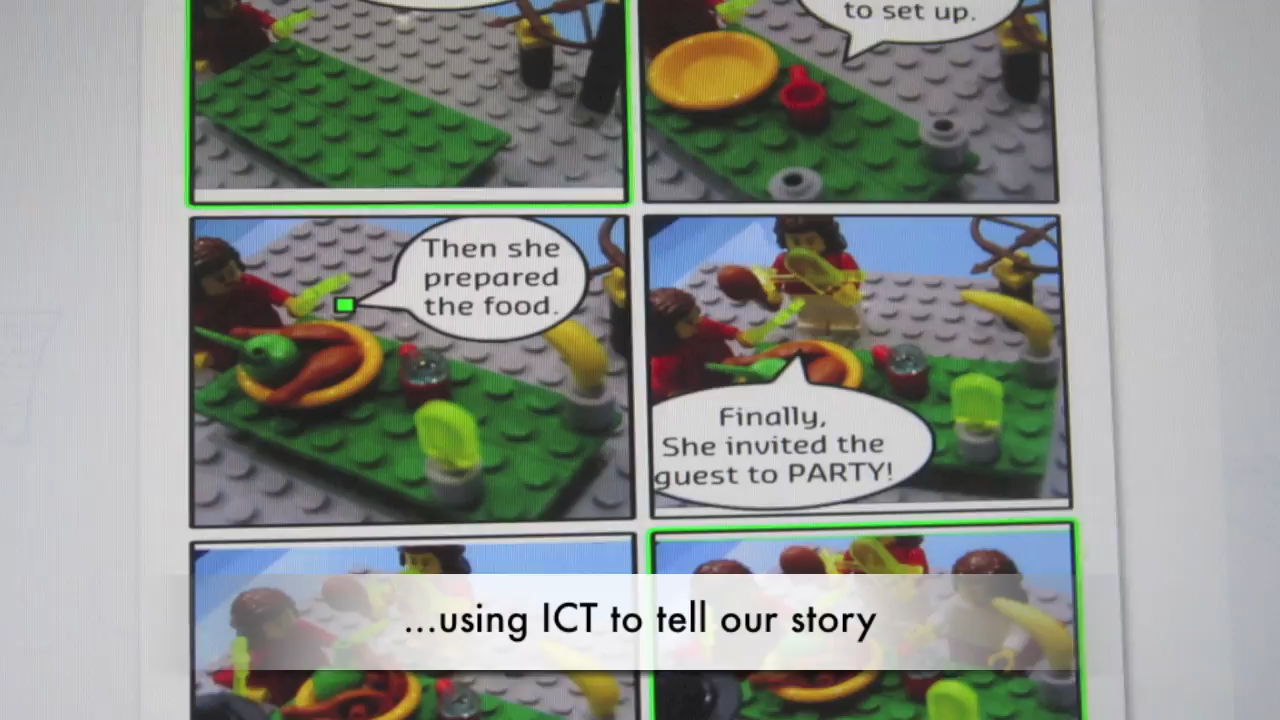 to set up.
Then she
prepared
the food.
Finally,
She invited the
guest to PARTY!
...using ICT to tell our story